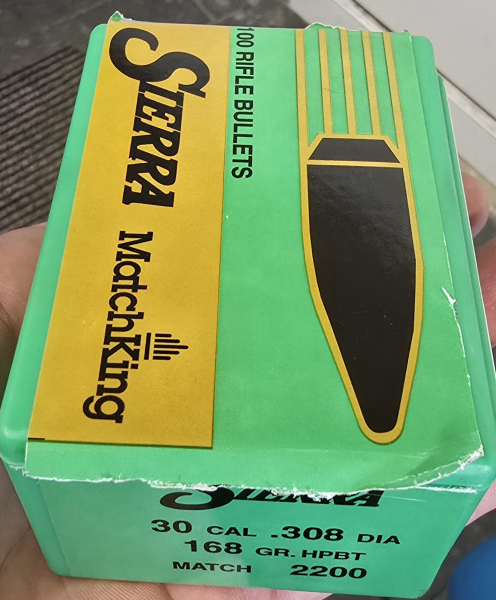 100 RIFLE BULLETS
SIERRA
MatchKing
SIERRA
30 CAL .308 DIA
168 GR. HPBT
MATCH 2200